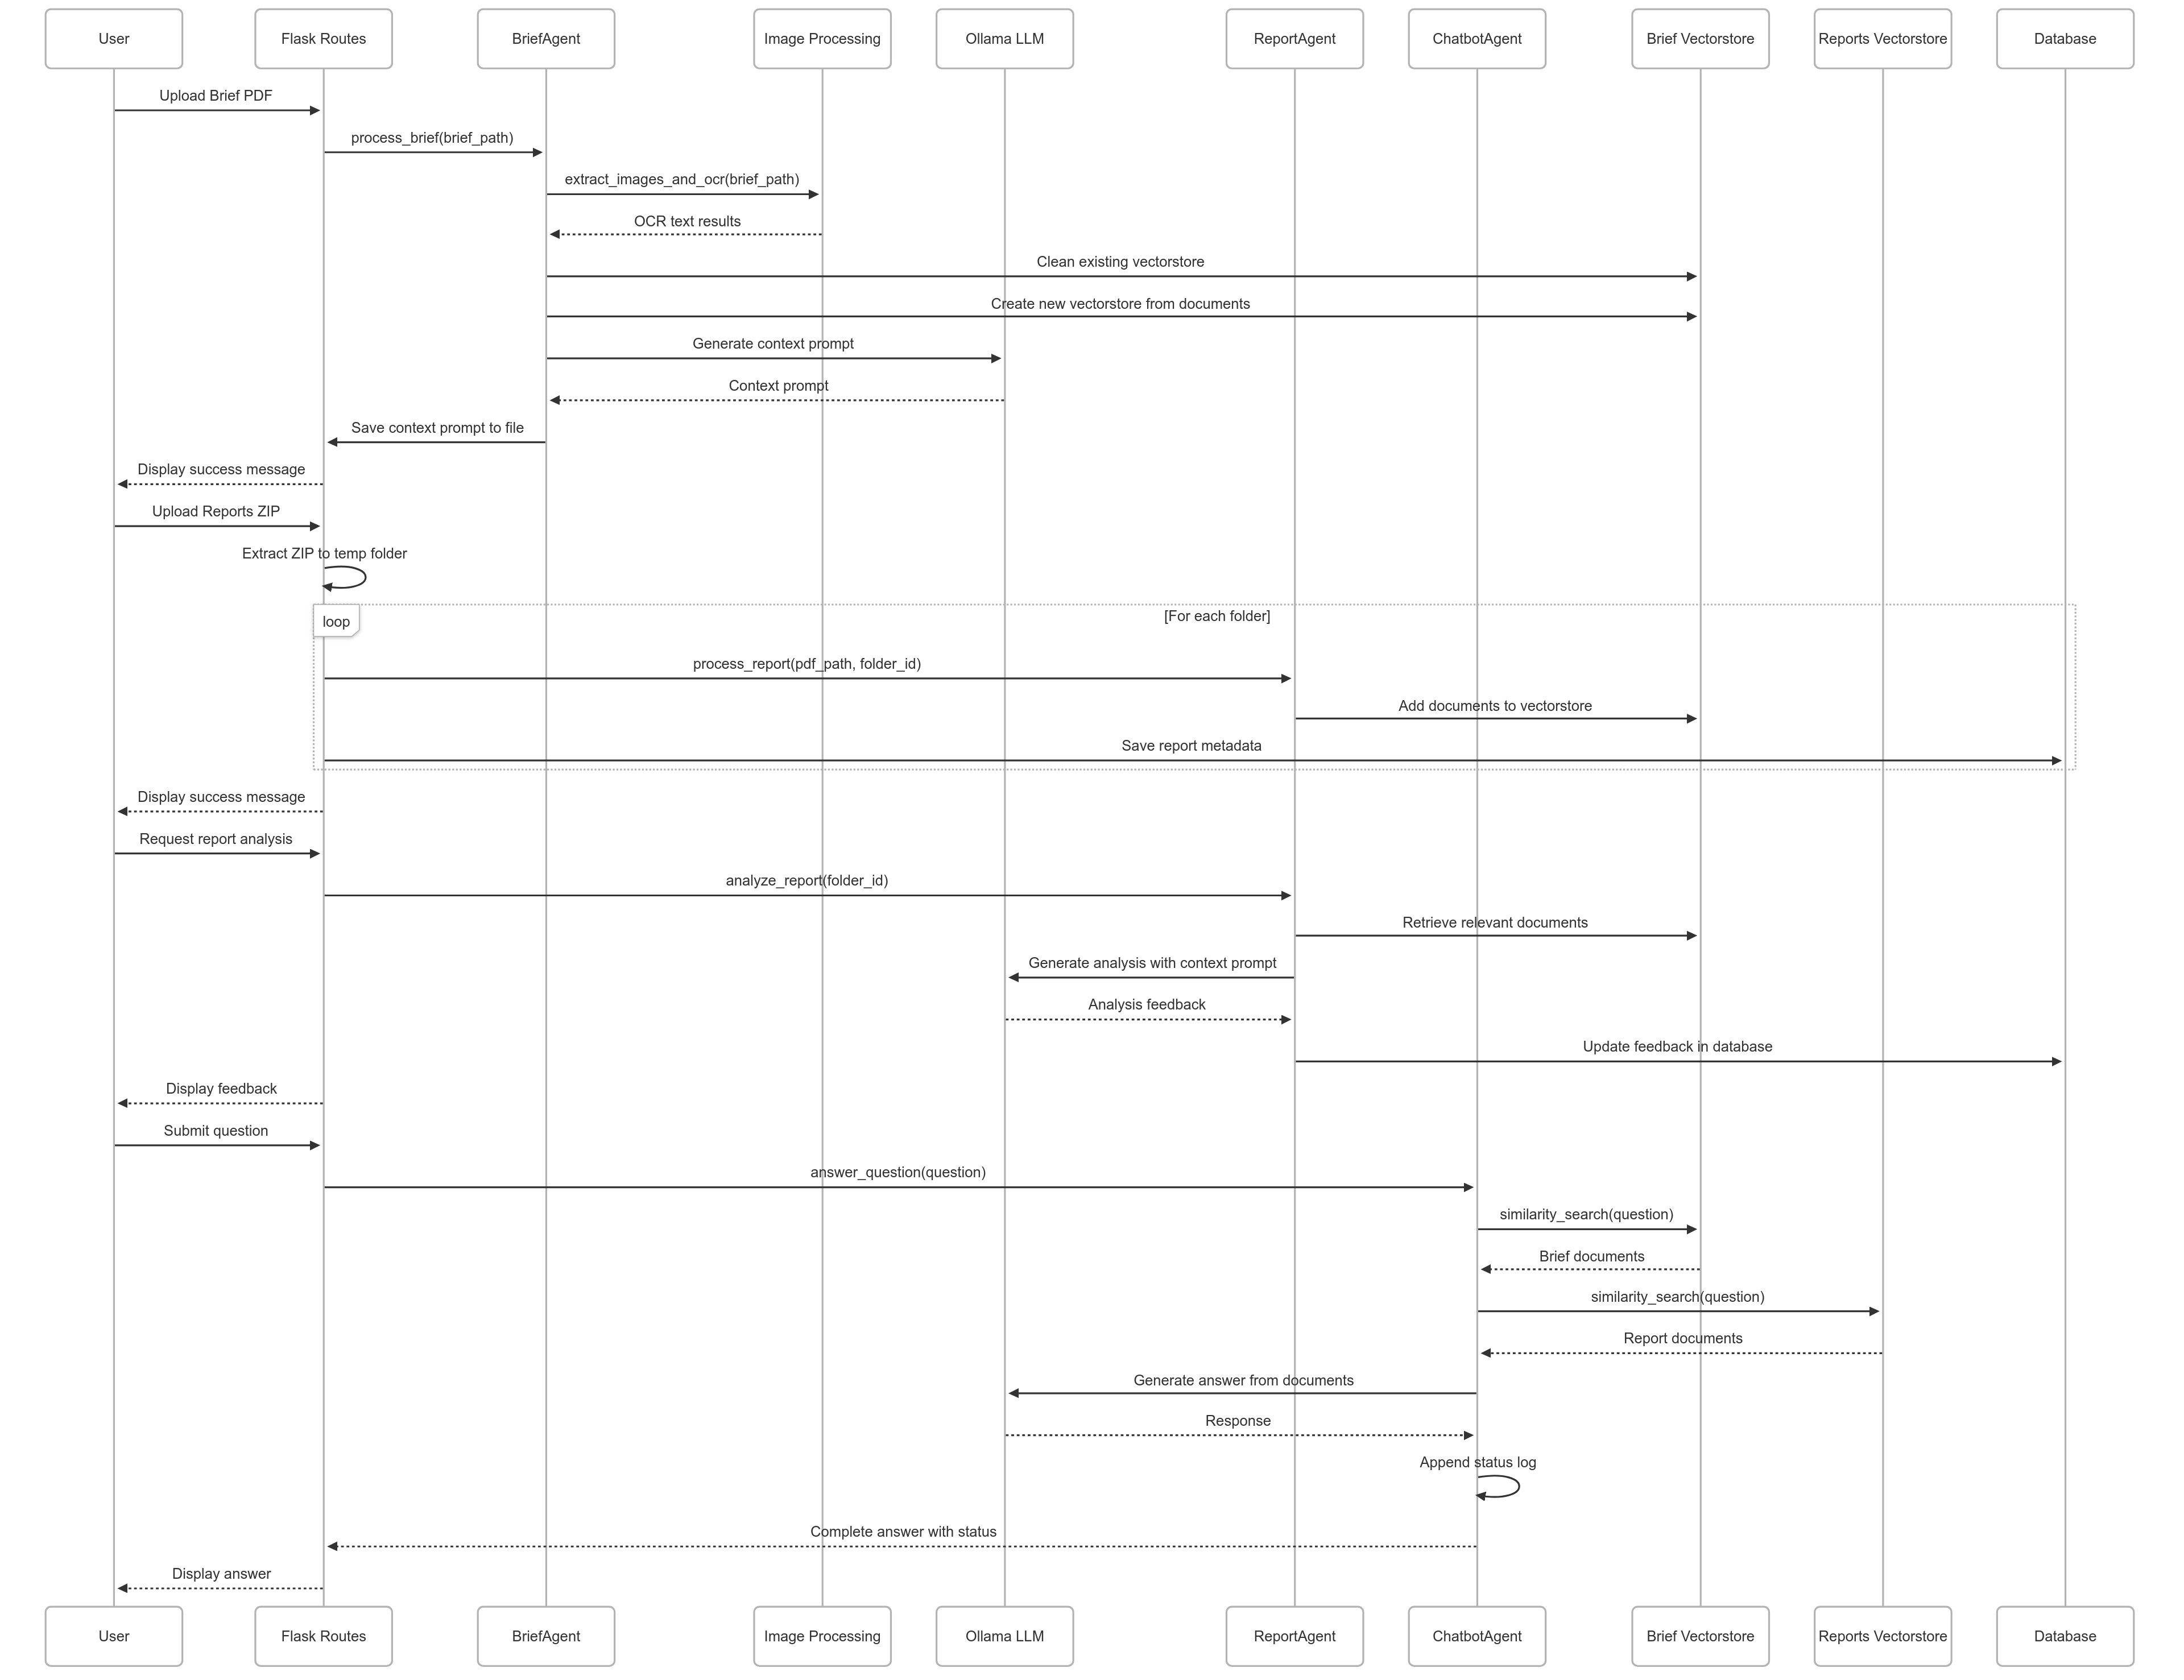 User
Flask Routes
BriefAgent
Image Processing
Ollama LLM
ReportAgent
ChatbotAgent
Brief Vectorstore
Reports Vectorstore
Database
Upload Brief PDF
process_brief(brief_path)
extract_images_and_ocr(brief_path)
OCR text results
Clean existing vectorstore
Create new vectorstore from documents
Generate context prompt
Context prompt
Save context prompt to file
Display success message
Upload Reports ZIP
Extract ZIP to temp folder
loop
[For each folder]
process_report(pdf_path, folder_id)
Add documents to vectorstore
Save report metadata
Display success message
Request report analysis
analyze_report(folder_id)
Retrieve relevant documents
Generate analysis with context prompt
Analysis feedback
Update feedback in database
Display feedback
Submit question
answer_question(question)
similarity_search(question)
Brief documents
similarity_search(question)
Report documents
Generate answer from documents
Response
Append status log
Complete answer with status
Display answer
User
Flask Routes
BriefAgent
Image Processing
Ollama LLM
ReportAgent
ChatbotAgent
Brief Vectorstore
Reports Vectorstore
Database